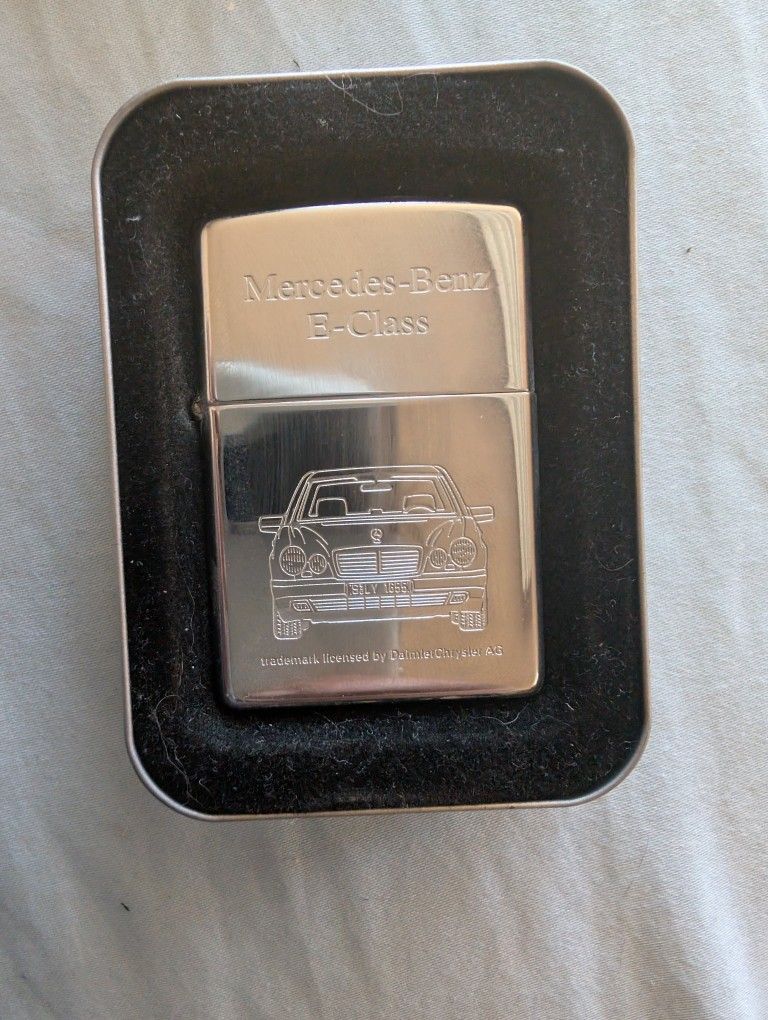 Mercedes-Benz
E-Class
trademark licensed by DaimlerChrysler AG